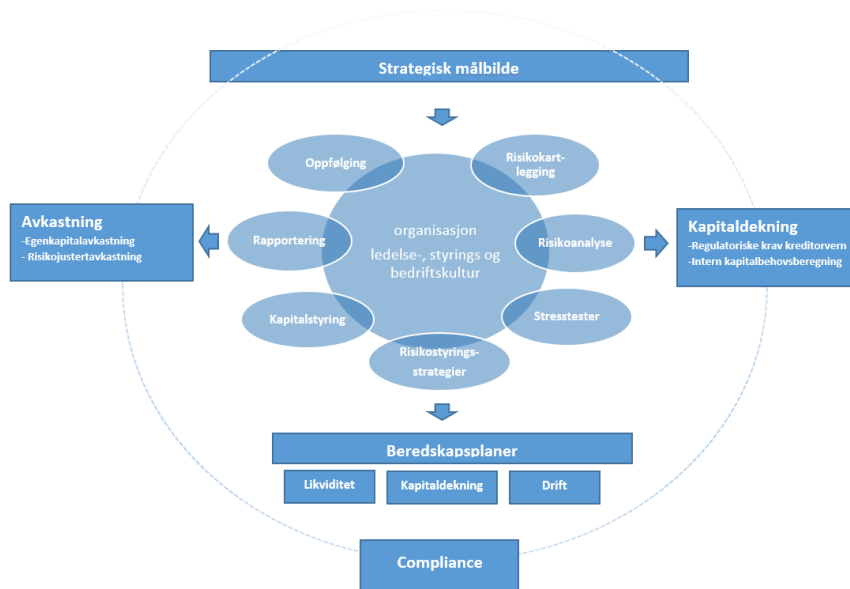 Strategisk målbilde
Oppfølging
Risikokart-
legging
Avkastning
-Egenkapitalavkastning
- Risikojustertavkastning
Rapportering
organisasjon
ledelse-, styrings og
bedriftskultur
Risikoanalyse
Kapitaldekning
-Regulatoriske krav kreditorvern
-Intern kapitalbehovsberegning
Kapitalstyring
Stresstester
Risikostyrings-
strategier
Beredskapsplaner
Likviditet
Kapitaldekning
Drift
Compliance